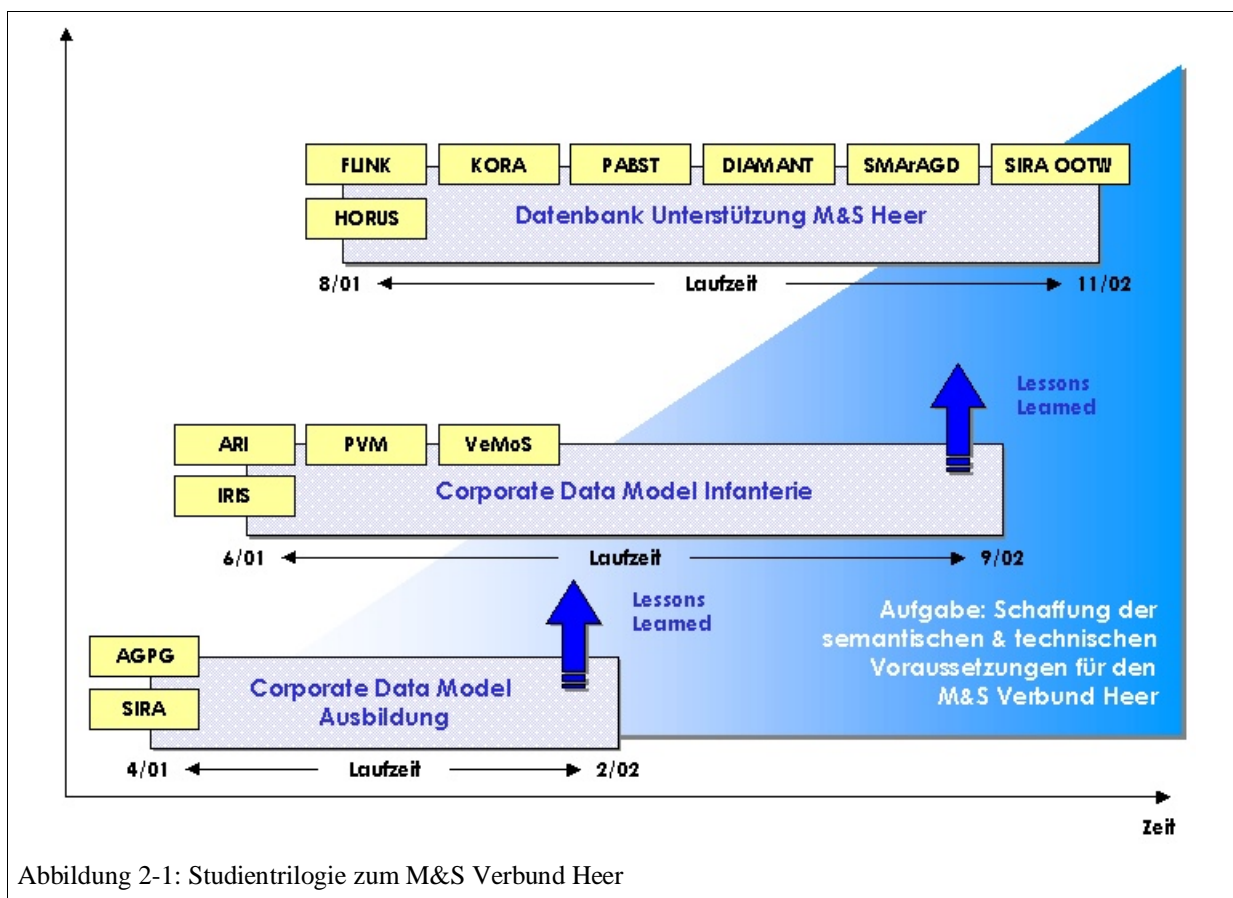 FLINK
KORA
PABST
DIAMANT
SMArAGD
SIRA OOTW
HORUS
Datenbank Unterstützung M&S Heer
8/01
Laufzeit
11/02
Lessons
Learned
ARI
PVM
VeMoS
IRIS
Corporate Data Model Infanterie
6/01
Laufzeit
9/02
Lessons
Learned
Aufgabe: Schaffung der
semantischen & technischen
Voraussetzungen für den
M&S Verbund Heer
AGPG
SIRA
Corporate Data Model
Ausbildung
4/01
Laufzeit
2/02
Zeit
Abbildung 2-1: Studientrilogie zum M&S Verbund Heer